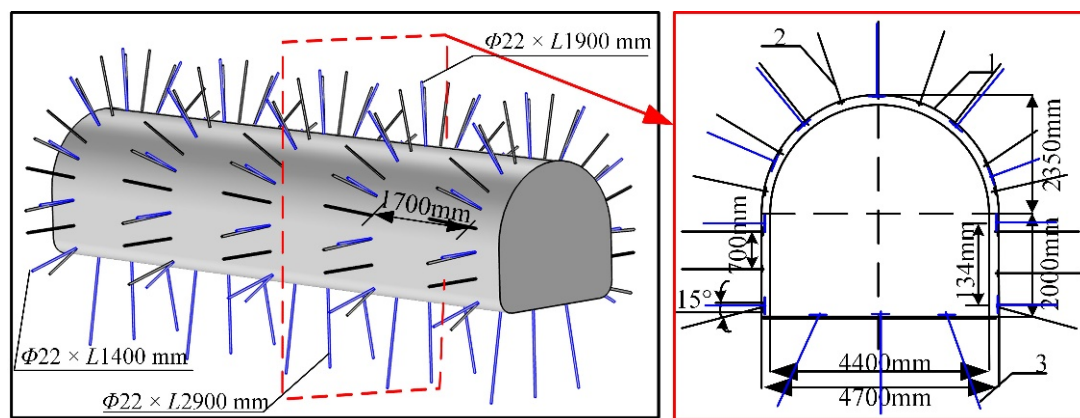 Φ22 × L1900 mm
1700mm
Φ22 × L1400 mm
Φ22 × L2900 mm
2
1
2350mm
700mm
134mm
2000mm
15°
4400mm
4700mm
3